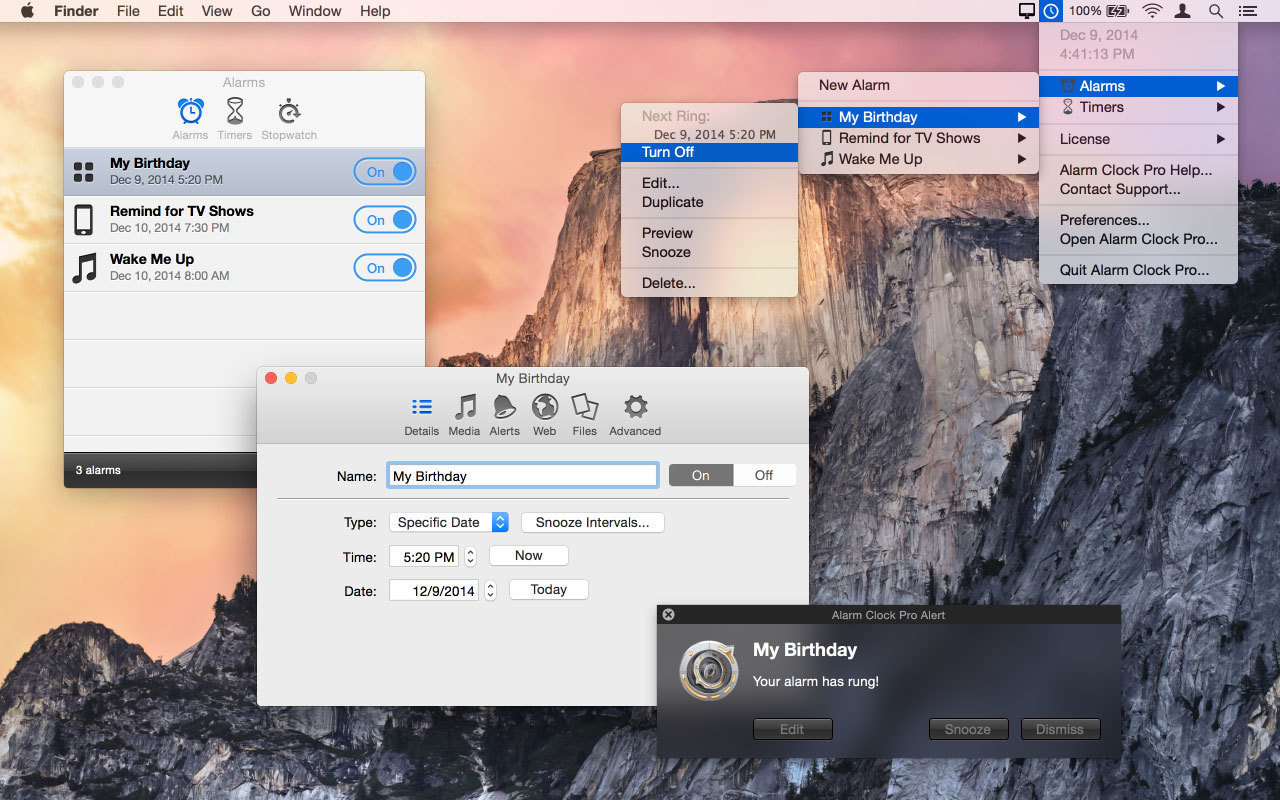 Finder File Edit View Go Window Help
100%
Dec 9, 2014
4:41:13 PM
Alarms
Timers
License
Alarm Clock Pro Help...
Contact Support...
Preferences...
Open Alarm Clock Pro...
Quit Alarm Clock Pro...
New Alarm
My Birthday
Remind for TV Shows
Wake Me Up
Next Ring:
Dec 9, 2014 5:20 PM
Turn Off
Edit...
Duplicate
Preview
Snooze
Delete...
Alarms
Alarms Timers Stopwatch
My Birthday
Dec 9, 2014 5:20 PM
On
Remind for TV Shows
Dec 10, 2014 7:30 PM
On
Wake Me Up
Dec 10, 2014 8:00 AM
On
3 alarms
My Birthday
Details Media Alerts Web Files Advanced
Name: My Birthday On Off
Type: Specific Date Snooze Intervals...
Time: 5:20 PM Now
Date: 12/9/2014 Today
Alarm Clock Pro Alert
My Birthday
Your alarm has rung!
Edit Snooze Dismiss